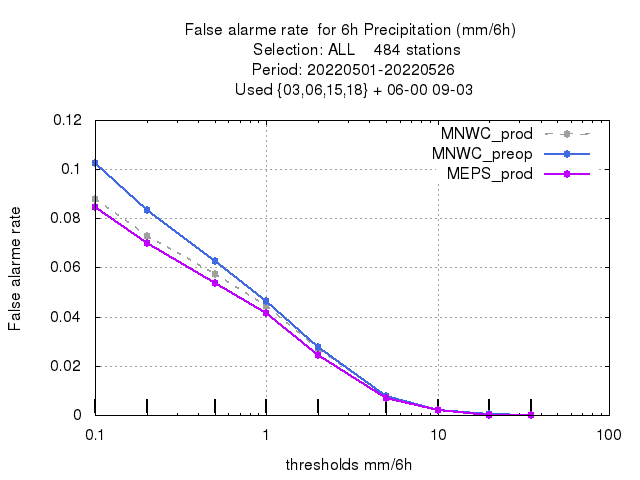 False alarme rate  for 6h Precipitation (mm/6h)
Selection: ALL    484 stations
Period: 20220501-20220526
Used {03,06,15,18} + 06-00 09-03
MNWC_prod
MNWC_preop
MEPS_prod
False alarme rate
0.12
0.1
0.08
0.06
0.04
0.02
0
0.1 1 10 100
thresholds mm/6h